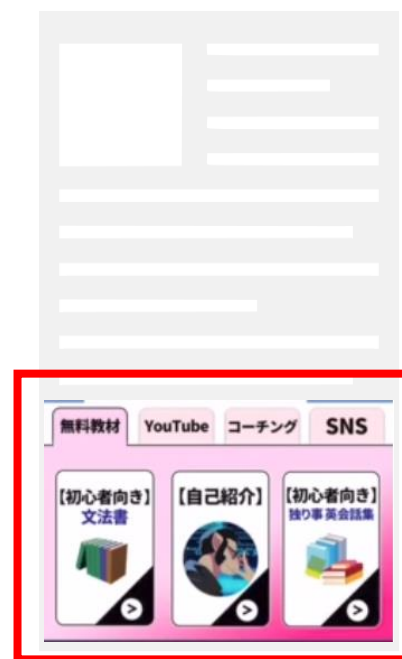 無料教材
YouTube
コーチング
SNS
【初心者向き】
文法書
【自己紹介】
【初心者向き】
独り事 英会話集